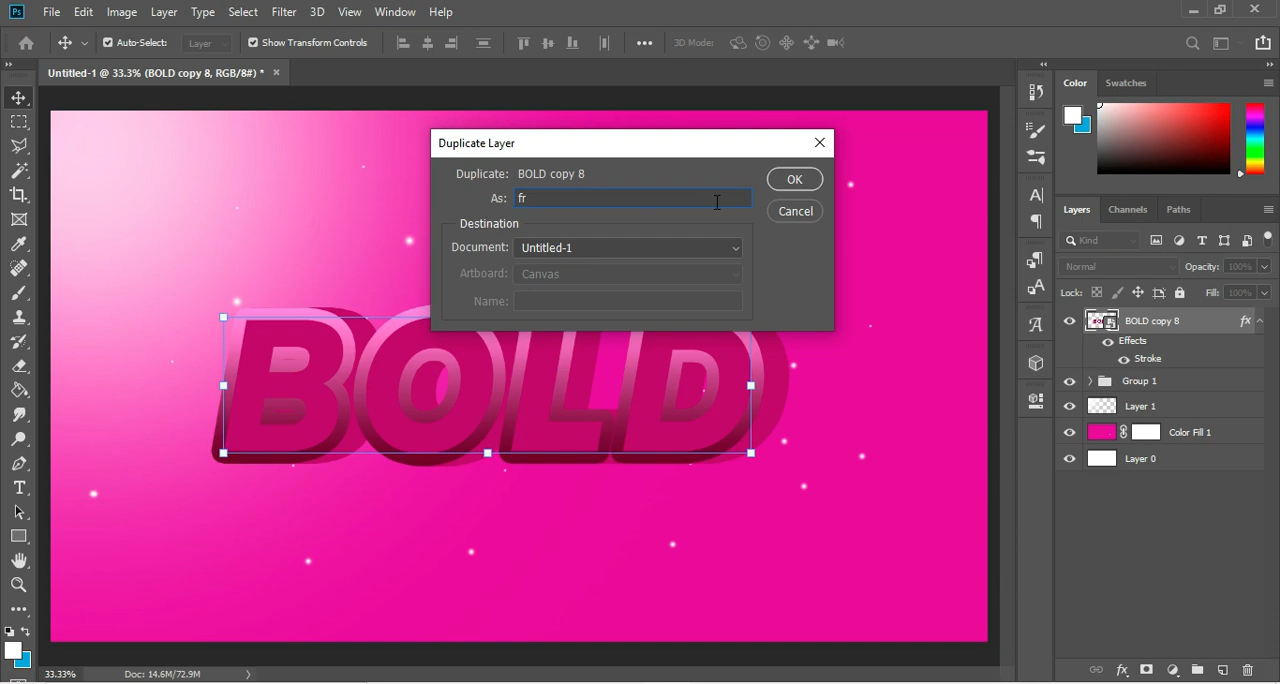 Ps File Edit Image Layer Type Select Filter 3D View Window Help
Auto-Select: Layer Show Transform Controls 3D Mode:
Untitled-1 @ 33.3% (BOLD copy 8, RGB/8#) *
Duplicate Layer
Duplicate: BOLD copy 8
As: fr
OK
Cancel
Destination
Document: Untitled-1
Artboard: Canvas
Name:
BOLD
Color Swatches
Layers Channels Paths
Kind
Normal Opacity: 100%
Lock: Fill: 100%
BOLD copy 8 fx
Effects
Stroke
Group 1
Layer 1
Color Fill 1
Layer 0
33.33% Doc: 14.6M/72.9M
fx